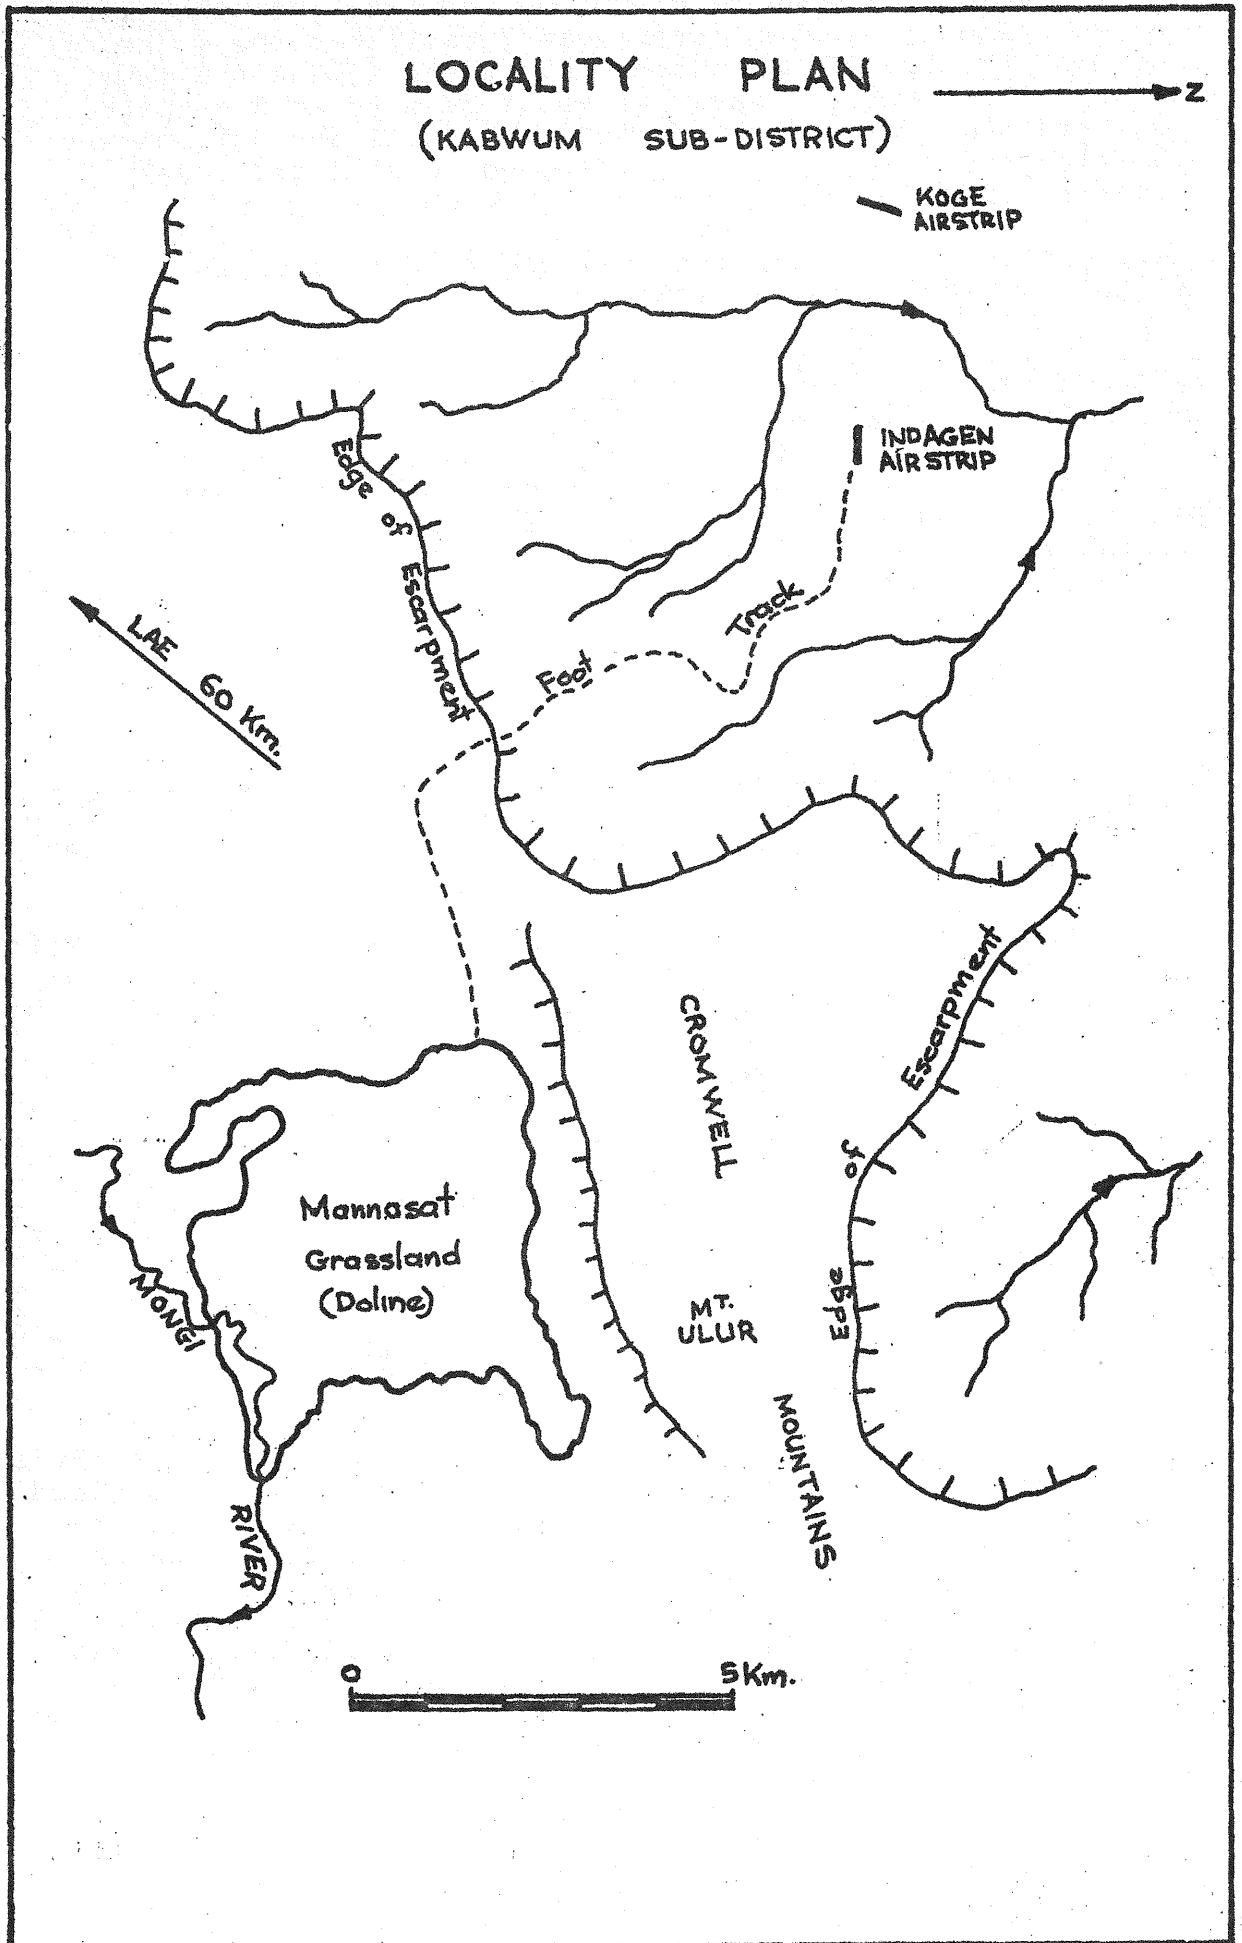 LOCALITY PLAN
N
(KABWUM SUB-DISTRICT)
KOGE
AIRSTRIP
INDAGEN
AIRSTRIP
Edge of Escarpment
Foot Track
LAE 60 Km.
Edge of Escarpment
CROMWELL
MOUNTAINS
Mannasat
Grassland
(Doline)
MT.
ULUR
MONGI
RIVER
0 5 Km.